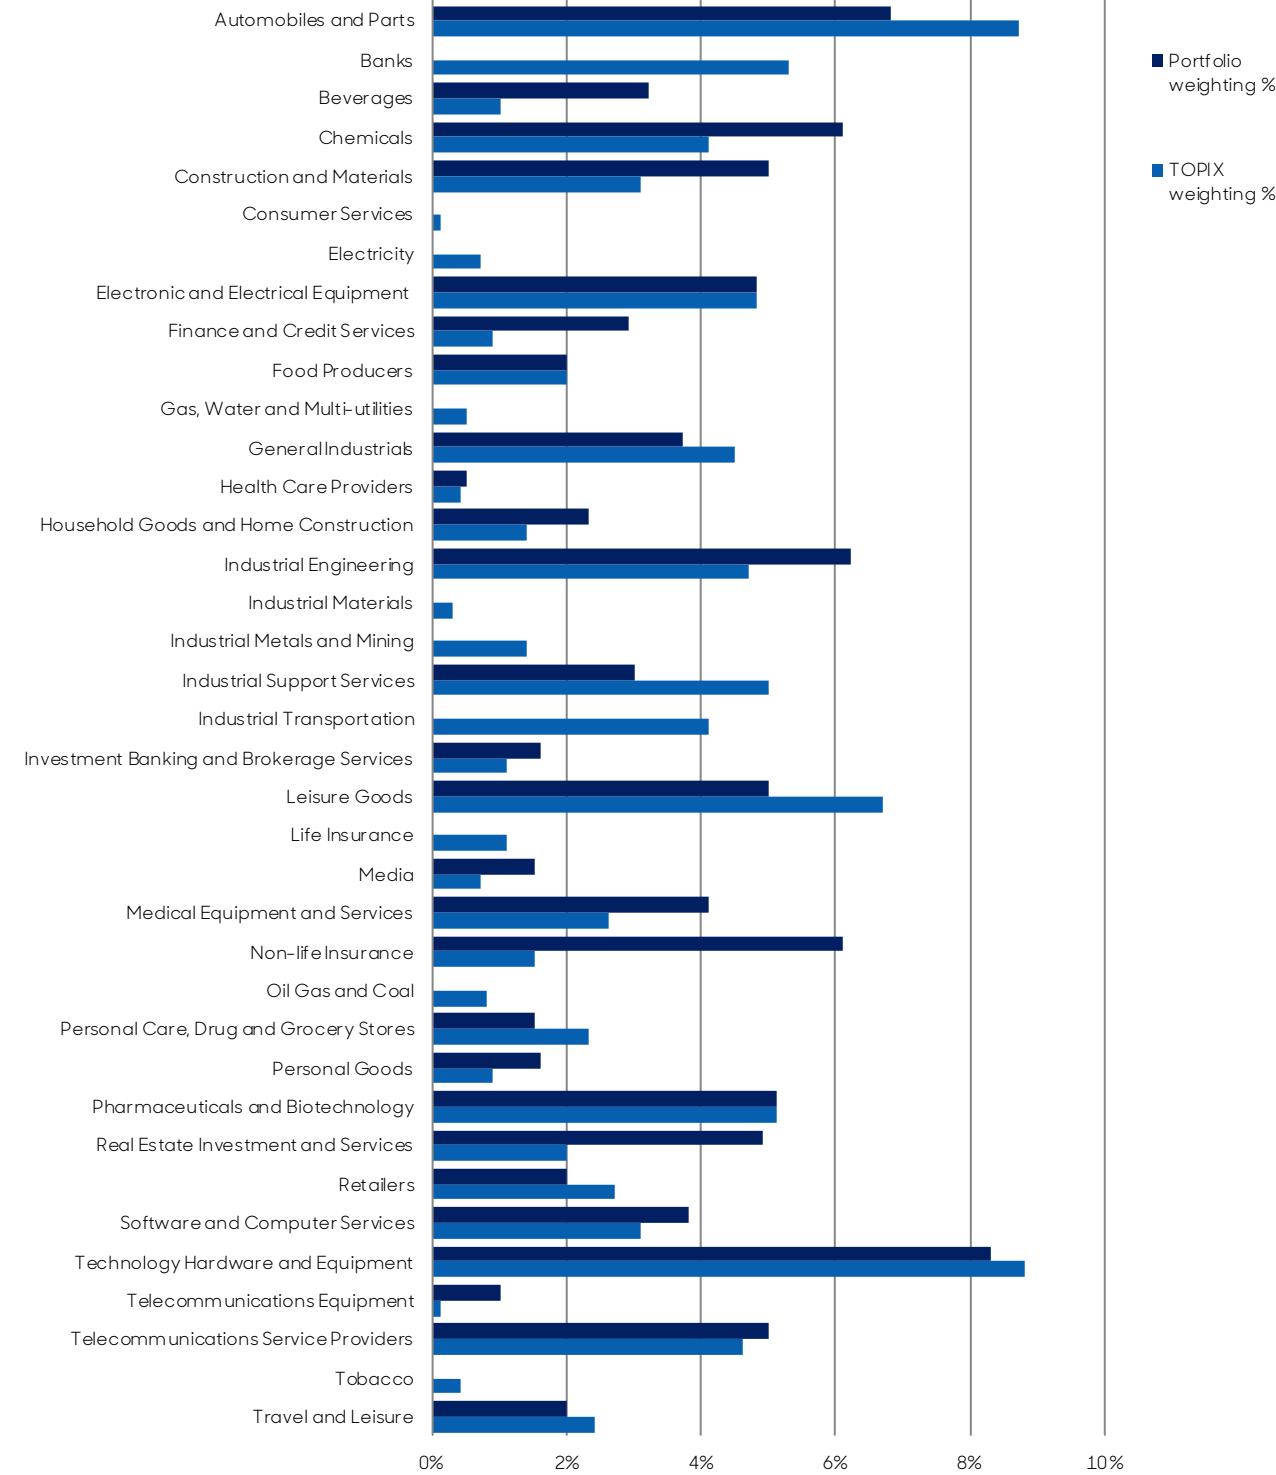 Automobiles and Parts
Banks
Beverages
Chemicals
Construction and Materials
Consumer Services
Electricity
Electronic and Electrical Equipment
Finance and Credit Services
Food Producers
Gas, Water and Multi-utilities
General Industrials
Health Care Providers
Household Goods and Home Construction
Industrial Engineering
Industrial Materials
Industrial Metals and Mining
Industrial Support Services
Industrial Transportation
Investment Banking and Brokerage Services
Leisure Goods
Life Insurance
Media
Medical Equipment and Services
Non-life Insurance
Oil Gas and Coal
Personal Care, Drug and Grocery Stores
Personal Goods
Pharmaceuticals and Biotechnology
Real Estate Investment and Services
Retailers
Software and Computer Services
Technology Hardware and Equipment
Telecommunications Equipment
Telecommunications Service Providers
Tobacco
Travel and Leisure
0% 2% 4% 6% 8% 10%
Portfolio
weighting %
TOPIX
weighting %